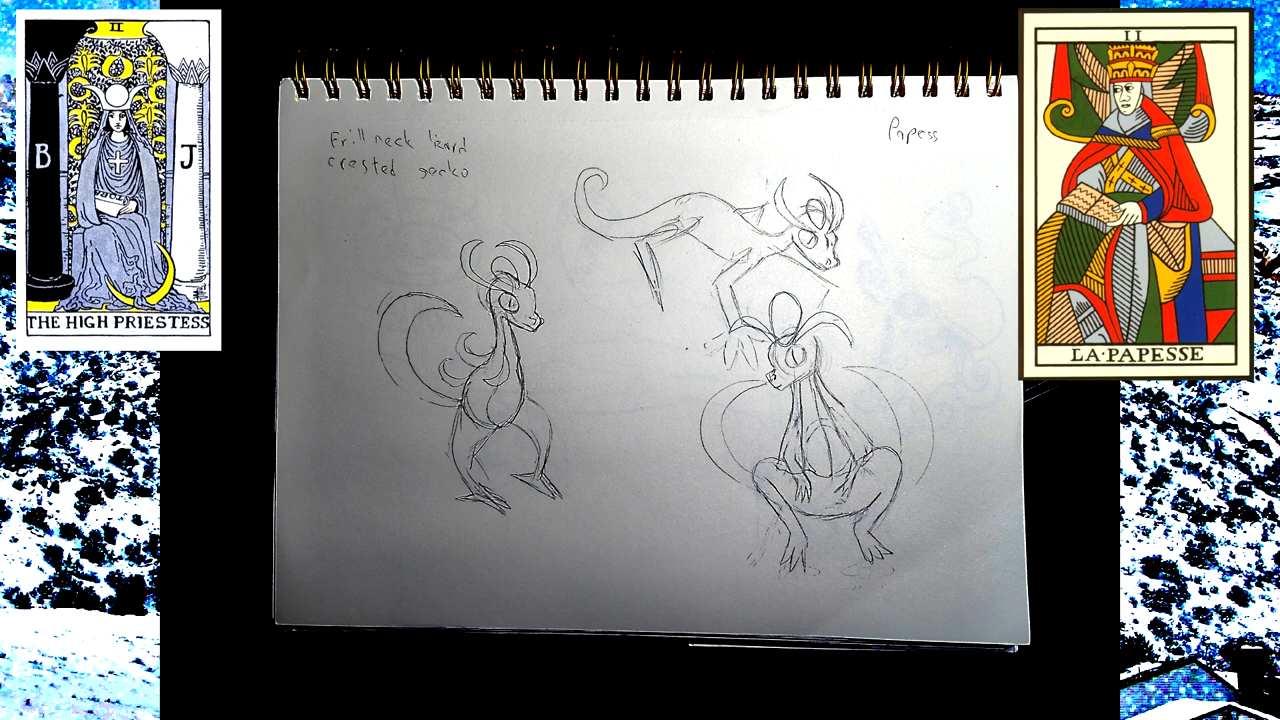 II
B
J
THE HIGH PRIESTESS
Frill neck lizard
crested gecko
Papess
II
LA·PAPESSE